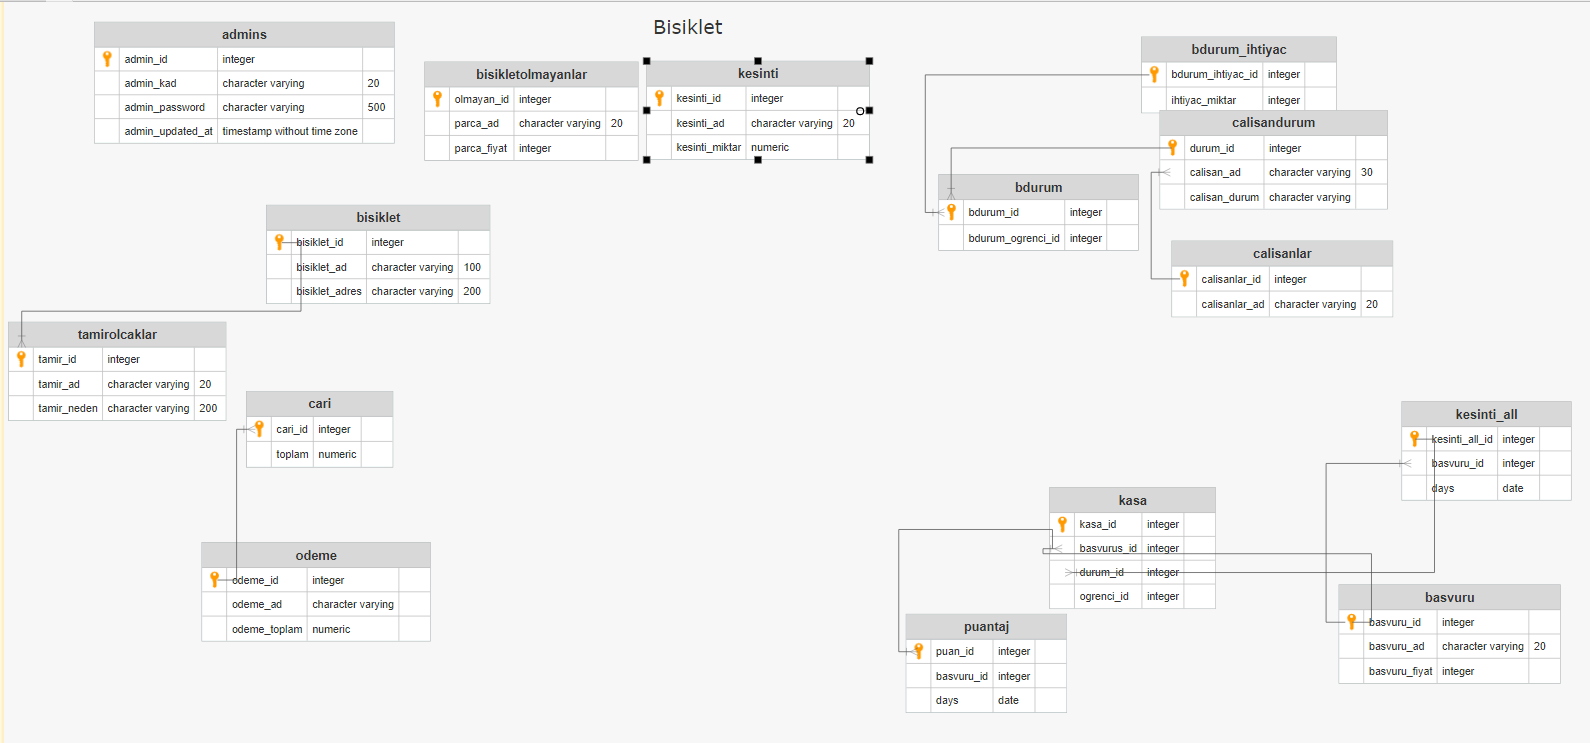 Bisiklet
admins
admin_id integer
admin_kad character varying 20
admin_password character varying 500
admin_updated_at timestamp without time zone
bisikletolmayanlar
olmayan_id integer
parca_ad character varying 20
parca_fiyat integer
kesinti
kesinti_id integer
kesinti_ad character varying 20
kesinti_miktar numeric
bdurum_ihtiyac
bdurum_ihtiyac_id integer
ihtiyac_miktar integer
calisandurum
durum_id integer
calisan_ad character varying 30
calisan_durum character varying
bdurum
bdurum_id integer
bdurum_ogrenci_id integer
bisiklet
bisiklet_id integer
bisiklet_ad character varying 100
bisiklet_adres character varying 200
calisanlar
calisanlar_id integer
calisanlar_ad character varying 20
tamirolcaklar
tamir_id integer
tamir_ad character varying 20
tamir_neden character varying 200
cari
cari_id integer
toplam numeric
kesinti_all
kesinti_all_id integer
basvuru_id integer
days date
kasa
kasa_id integer
basvurus_id integer
durum_id integer
ogrenci_id integer
odeme
odeme_id integer
odeme_ad character varying
odeme_toplam numeric
basvuru
basvuru_id integer
basvuru_ad character varying 20
basvuru_fiyat integer
puantaj
puan_id integer
basvuru_id integer
days date